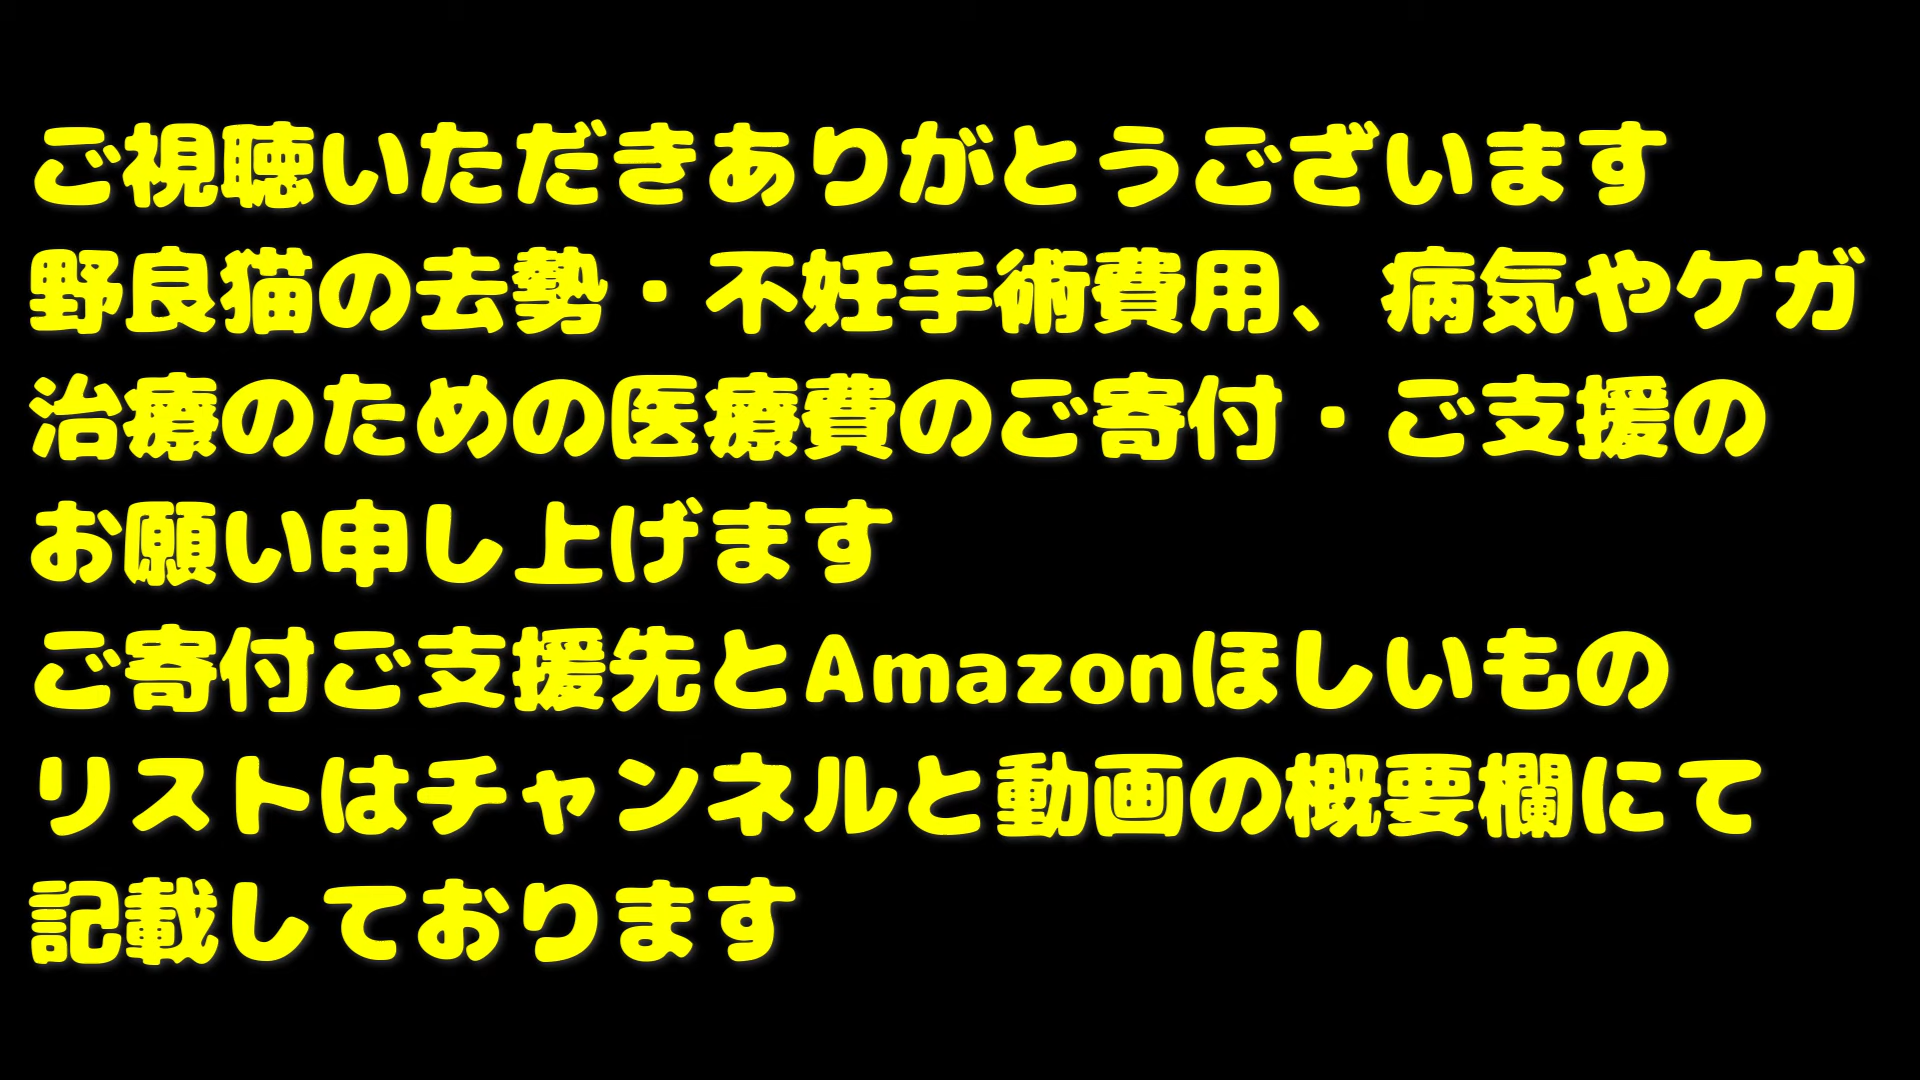 ご視聴いただきありがとうございます
野良猫の去勢・不妊手術費用、病気やケガ
治療のための医療費のご寄付・ご支援の
お願い申し上げます
ご寄付ご支援先とAmazonほしいもの
リストはチャンネルと動画の概要欄にて
記載しております